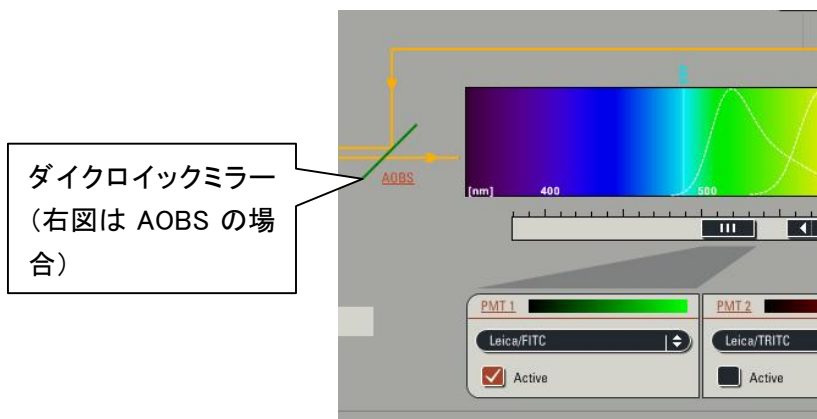 ダイクロイックミラー
(右図は AOBS の場
合)
AOBS
[nm] 400 500
PMT 1
Leica/FITC
Active
PMT 2
Leica/TRITC
Active